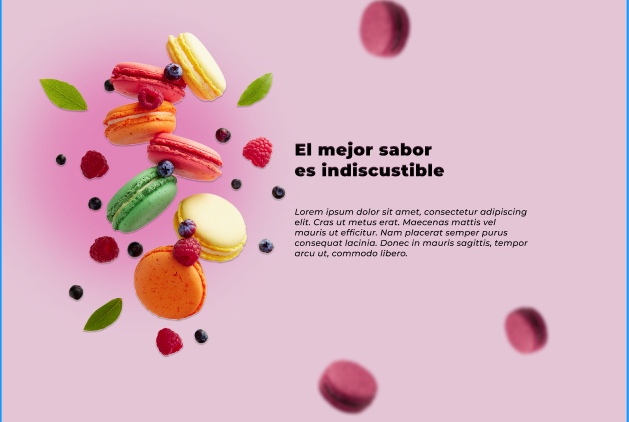 El mejor sabor
es indiscustible
Lorem ipsum dolor sit amet, consectetur adipiscing
elit. Cras ut metus erat. Maecenas mattis vel
mauris ut efficitur. Nam placerat semper purus
consequat lacinia. Donec in mauris sagittis, tempor
arcu ut, commodo libero.